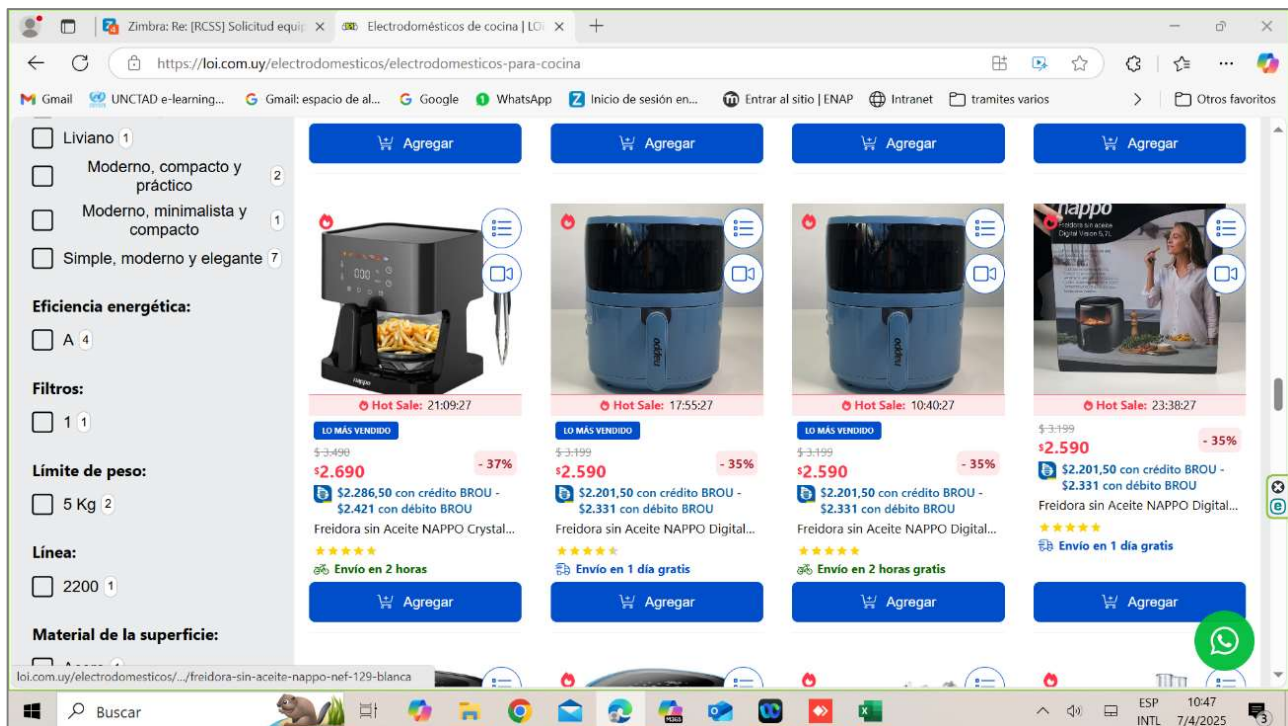 Zimbra: Re: [RCSS] Solicitud equip
Electrodomésticos de cocina | LOI
https://loi.com.uy/electrodomesticos/electrodomesticos-para-cocina
Gmail
UNCTAD e-learning...
Gmail: espacio de al...
Google
WhatsApp
Inicio de sesión en...
Entrar al sitio | ENAP
Intranet
tramites varios
Otros favoritos
Liviano 1
Moderno, compacto y
práctico
2
Moderno, minimalista y
compacto
1
Simple, moderno y elegante 7
Eficiencia energética:
A 4
Filtros:
1 1
Límite de peso:
5 Kg 2
Línea:
2200 1
Material de la superficie:
Agregar
Agregar
Agregar
Agregar
nappo
Hot Sale: 21:09:27
LO MÁS VENDIDO
$ 3.490
$2.690
- 37%
$2.286,50 con crédito BROU -
$2.421 con débito BROU
Freidora sin Aceite NAPPO Crystal...
Envío en 2 horas
Agregar
nappo
Hot Sale: 17:55:27
LO MÁS VENDIDO
$ 3.199
$2.590
- 35%
$2.201,50 con crédito BROU -
$2.331 con débito BROU
Freidora sin Aceite NAPPO Digital...
Envío en 1 día gratis
Agregar
nappo
Hot Sale: 10:40:27
LO MÁS VENDIDO
$ 3.199
$2.590
- 35%
$2.201,50 con crédito BROU -
$2.331 con débito BROU
Freidora sin Aceite NAPPO Digital...
Envío en 2 horas gratis
Agregar
nappo
Freidora sin aceite
Digital Vision 5,7L
Hot Sale: 23:38:27
$ 3.199
$2.590
- 35%
$2.201,50 con crédito BROU -
$2.331 con débito BROU
Freidora sin Aceite NAPPO Digital...
Envío en 1 día gratis
Agregar
loi.com.uy/electrodomesticos/.../freidora-sin-aceite-nappo-nef-129-blanca
Buscar
M365
ESP
INTL
10:47
7/4/2025